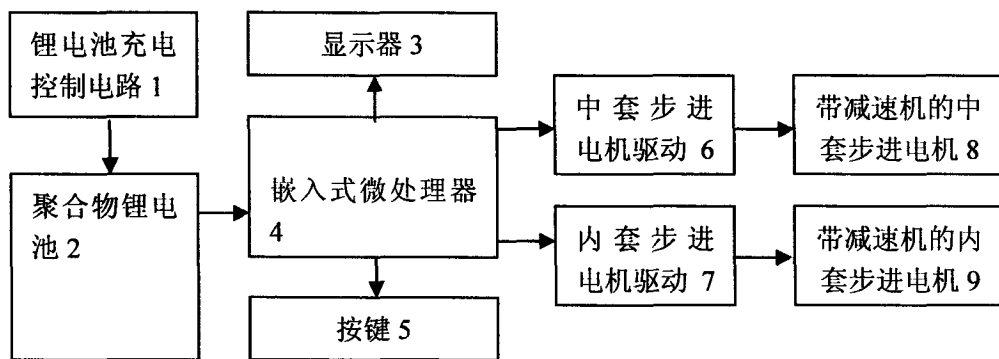 锂电池充电
控制电路 1
显示器 3
聚合物锂电
池 2
嵌入式微处理器
4
按键 5
中套步进
电机驱动 6
带减速机的中
套步进电机 8
内套步进
电机驱动 7
带减速机的内
套步进电机 9